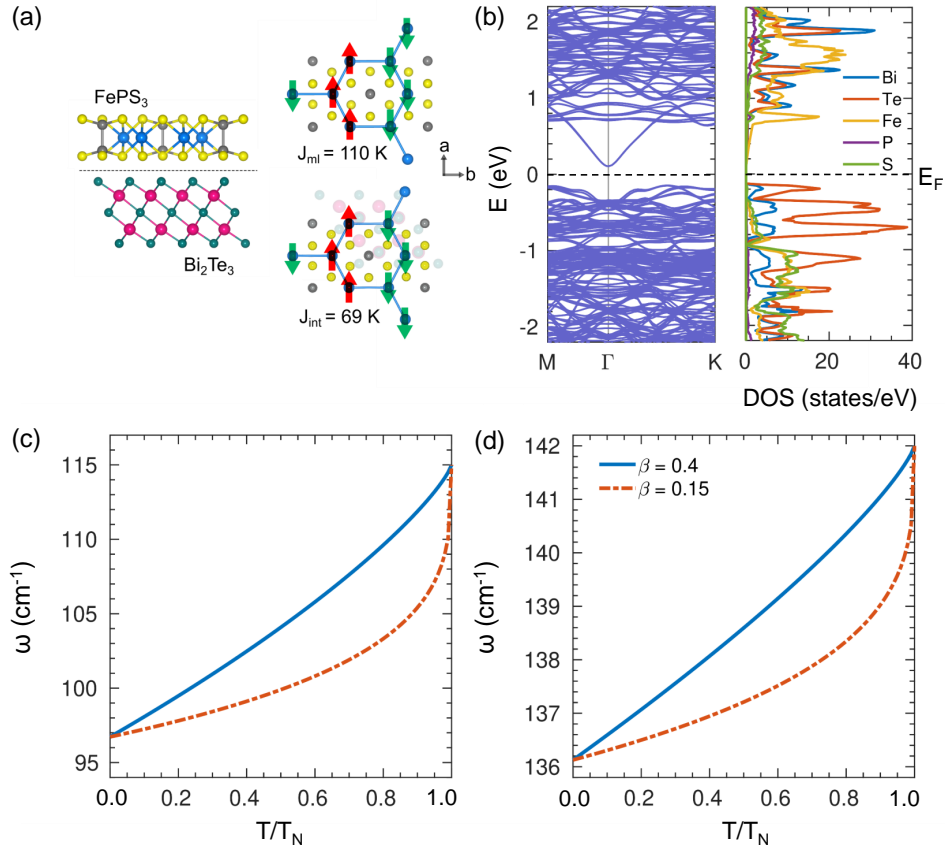 (a)
FePS3
Bi2Te3
Jml = 110 K
a
b
Jint = 69 K
(b)
E (eV)
2
1
0
-1
-2
M
Γ
K
Bi
Te
Fe
P
S
EF
0
20
40
DOS (states/eV)
(c)
ω (cm-1)
115
110
105
100
95
0.0
0.2
0.4
0.6
0.8
1.0
T/TN
(d)
ω (cm-1)
142
141
140
139
138
137
136
β = 0.4
β = 0.15
0.0
0.2
0.4
0.6
0.8
1.0
T/TN